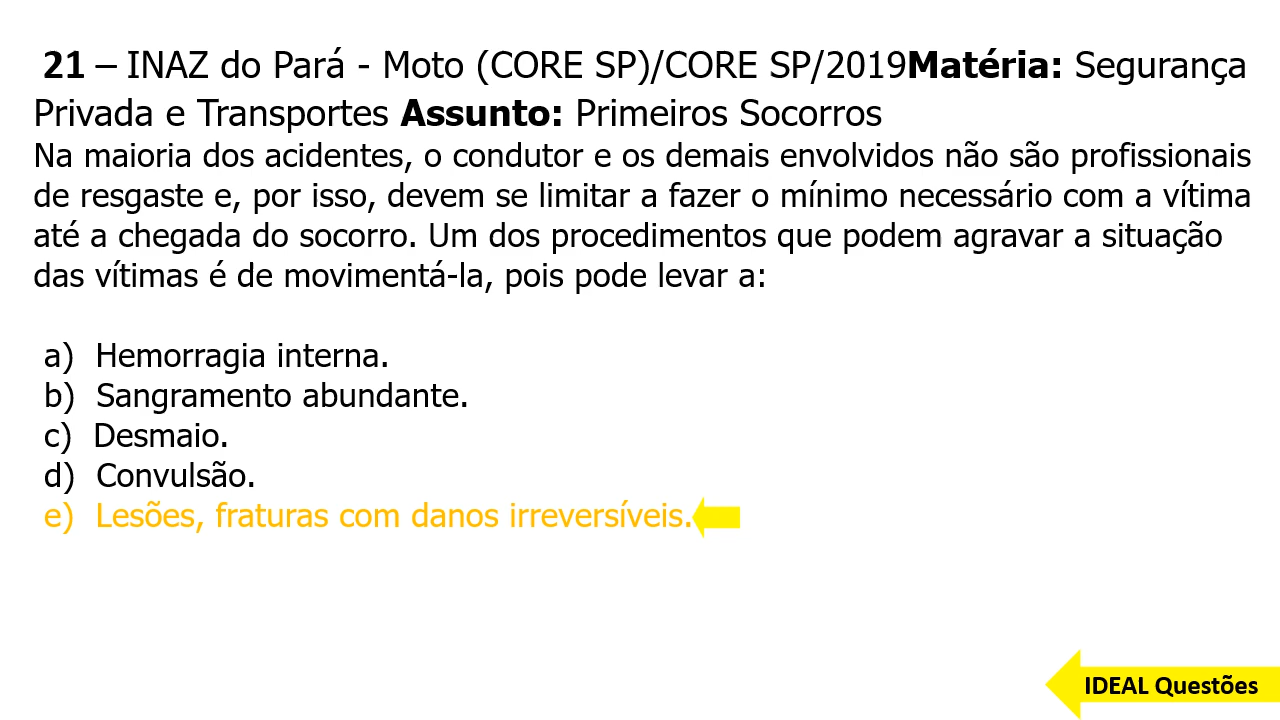 21 – INAZ do Pará - Moto (CORE SP)/CORE SP/2019Matéria: Segurança
Privada e Transportes Assunto: Primeiros Socorros
Na maioria dos acidentes, o condutor e os demais envolvidos não são profissionais
de resgaste e, por isso, devem se limitar a fazer o mínimo necessário com a vítima
até a chegada do socorro. Um dos procedimentos que podem agravar a situação
das vítimas é de movimentá-la, pois pode levar a:
a) Hemorragia interna.
b) Sangramento abundante.
c) Desmaio.
d) Convulsão.
e) Lesões, fraturas com danos irreversíveis.
IDEAL Questões